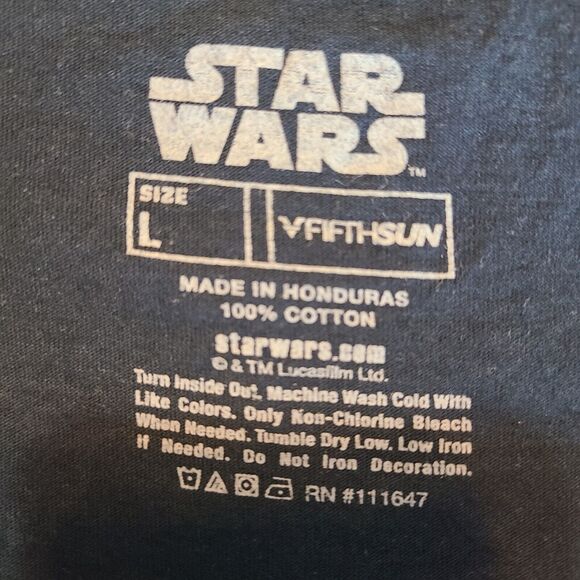 STAR
WARS™
SIZE
L
FIFTHSUN
MADE IN HONDURAS
100% COTTON
starwars.com
© & TM Lucasfilm Ltd.
Turn Inside Out. Machine Wash Cold With
Like Colors. Only Non-Chlorine Bleach
When Needed. Tumble Dry Low. Low Iron
If Needed. Do Not Iron Decoration.
RN #111647